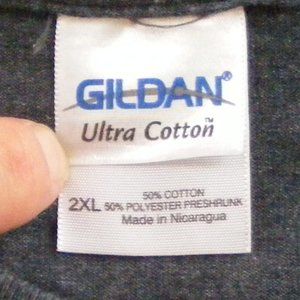 GILDAN®
Ultra Cotton™
50% COTTON
2XL 50% POLYESTER PRESHRUNK
Made in Nicaragua